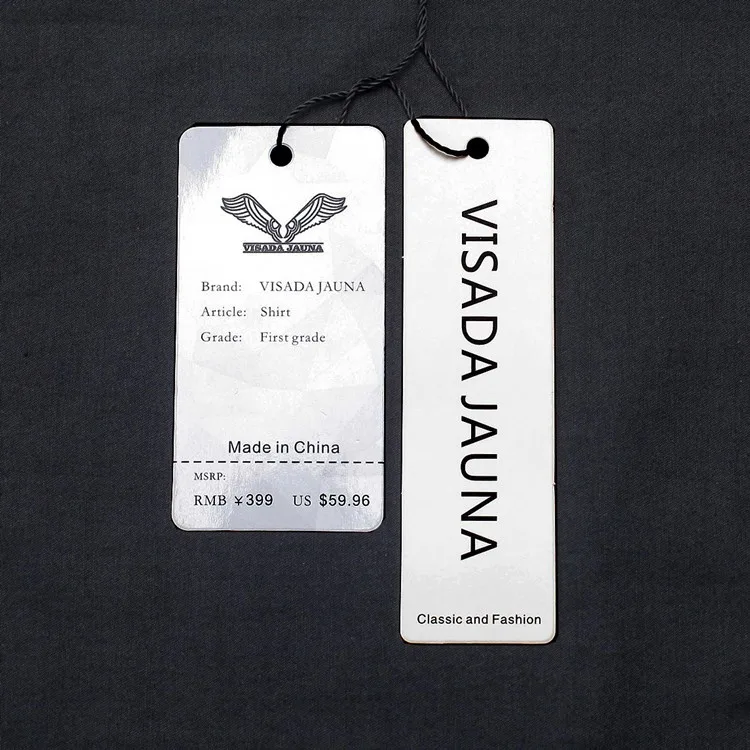 VISADA JAUNA
Brand: VISADA JAUNA
Article: Shirt
Grade: First grade
Made in China
MSRP:
RMB ¥399 US $59.96
VISADA JAUNA
Classic and Fashion